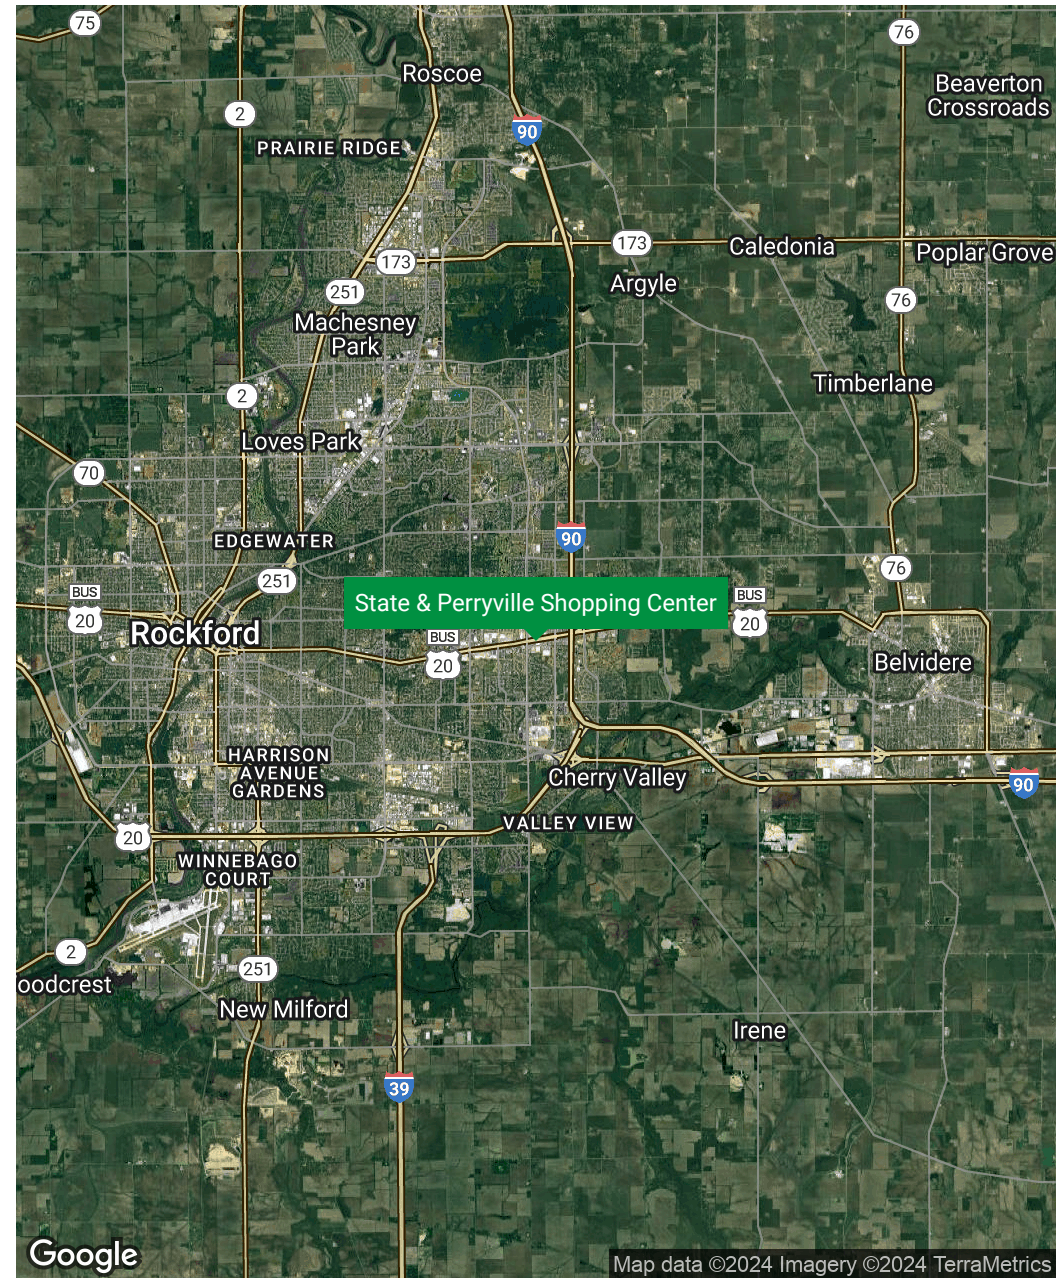 75
76
Roscoe
Beaverton
Crossroads
2
90
PRAIRIE RIDGE
173
Caledonia
Poplar Grove
173
Argyle
251
76
Machesney
Park
Timberlane
2
Loves Park
70
EDGEWATER
90
76
251
BUS
20
State & Perryville Shopping Center
BUS
20
Rockford
BUS
20
Belvidere
HARRISON
AVENUE
GARDENS
Cherry Valley
90
VALLEY VIEW
20
WINNEBAGO
COURT
2
251
oodcrest
New Milford
Irene
39
Google
Map data ©2024 Imagery ©2024 TerraMetrics